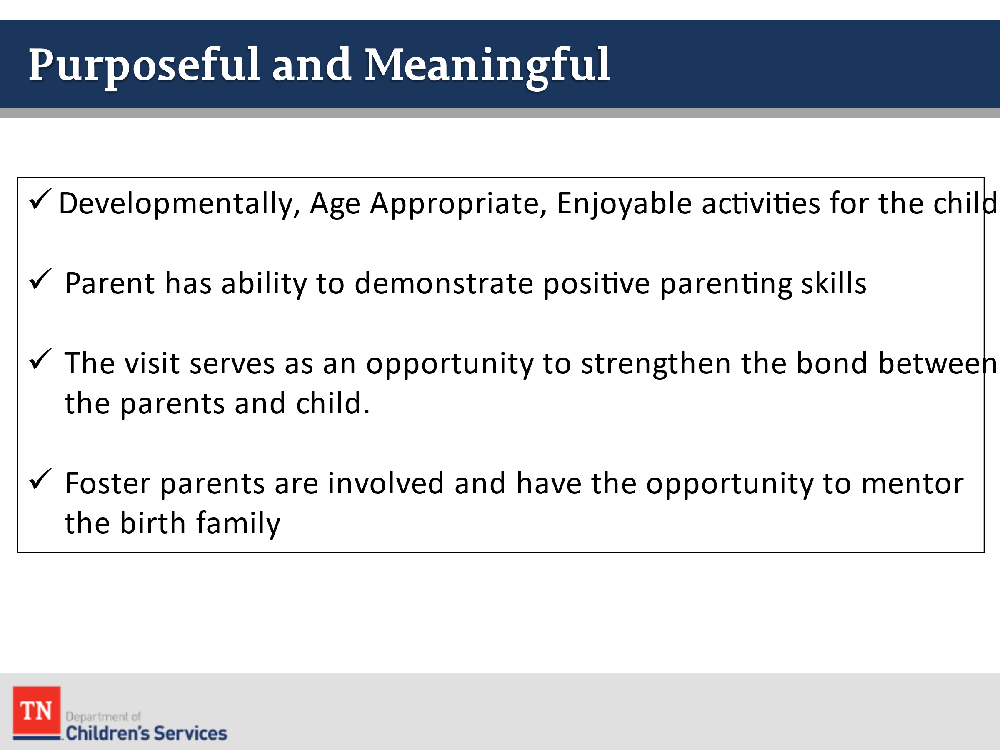 Purposeful and Meaningful
✓ Developmentally, Age Appropriate, Enjoyable activities for the child
✓ Parent has ability to demonstrate positive parenting skills
✓ The visit serves as an opportunity to strengthen the bond between
the parents and child.
✓ Foster parents are involved and have the opportunity to mentor
the birth family
TN
Department of
Children's Services